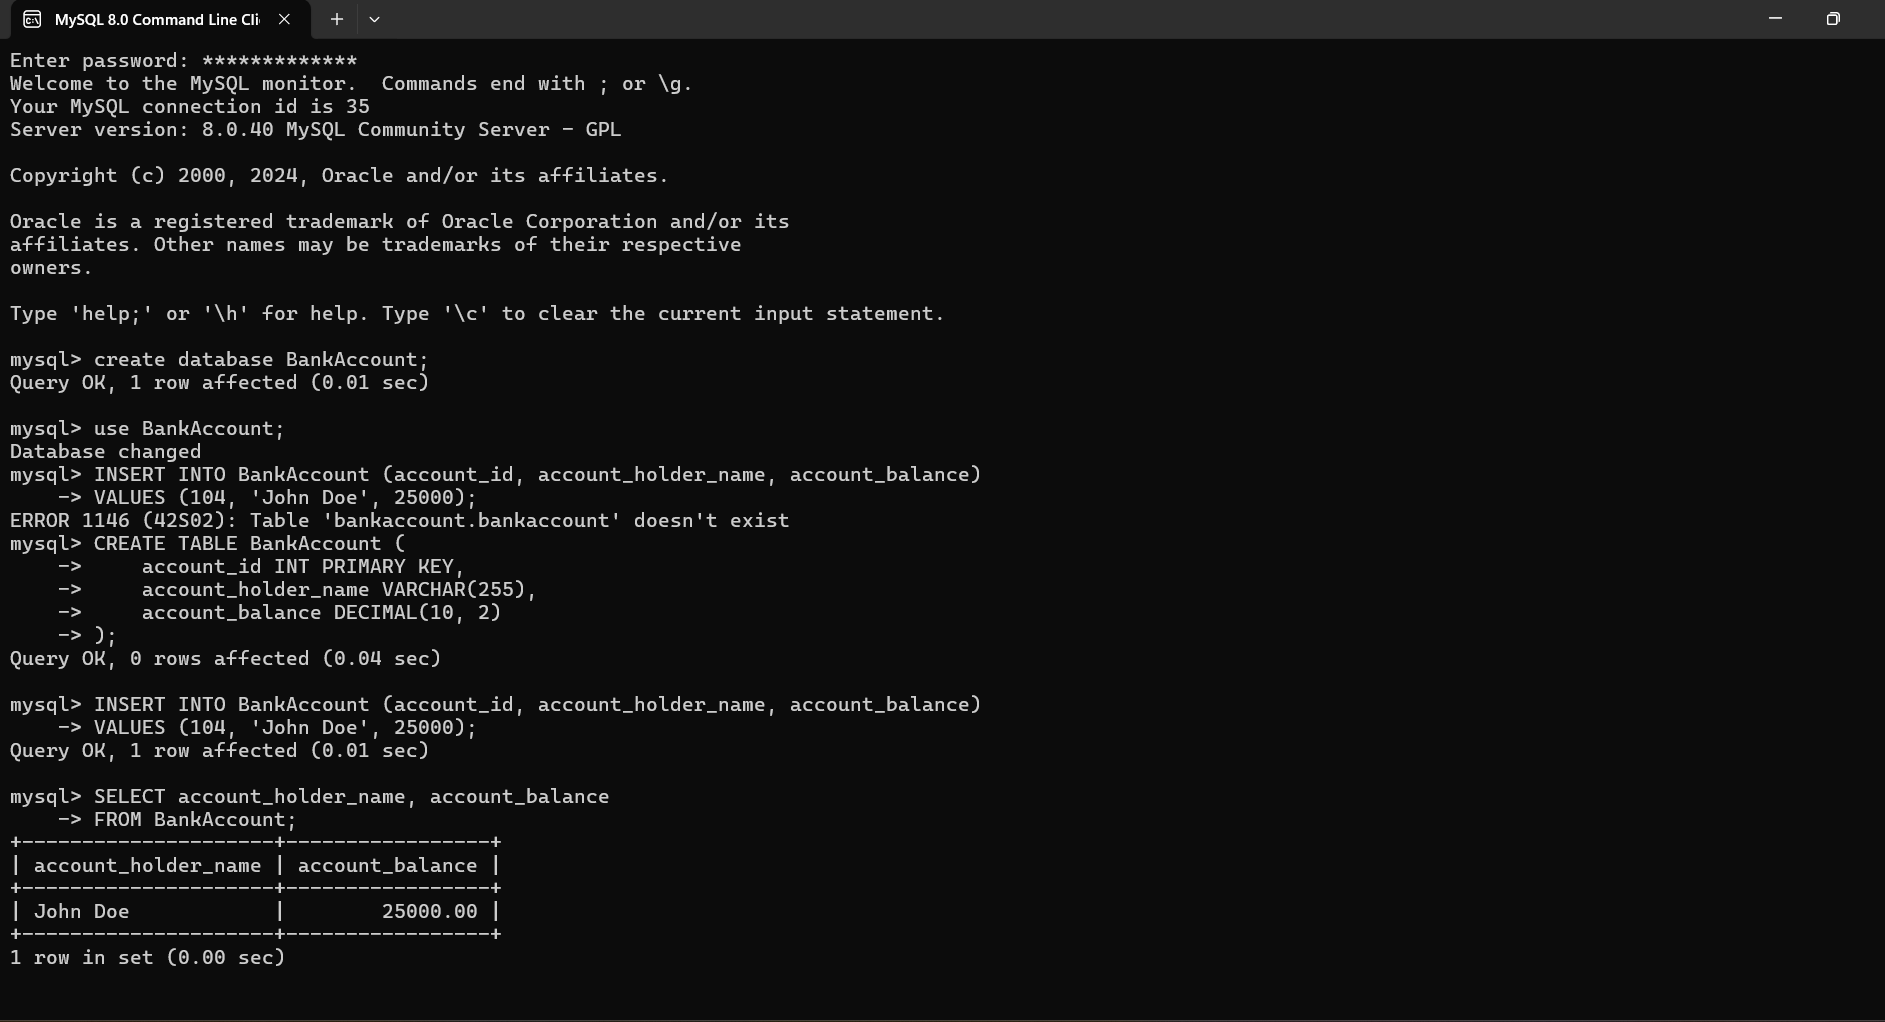 MySQL 8.0 Command Line Cli
Enter password: *************
Welcome to the MySQL monitor.  Commands end with ; or \g.
Your MySQL connection id is 35
Server version: 8.0.40 MySQL Community Server - GPL

Copyright (c) 2000, 2024, Oracle and/or its affiliates.

Oracle is a registered trademark of Oracle Corporation and/or its
affiliates. Other names may be trademarks of their respective
owners.

Type 'help;' or '\h' for help. Type '\c' to clear the current input statement.

mysql> create database BankAccount;
Query OK, 1 row affected (0.01 sec)

mysql> use BankAccount;
Database changed
mysql> INSERT INTO BankAccount (account_id, account_holder_name, account_balance)
    -> VALUES (104, 'John Doe', 25000);
ERROR 1146 (42S02): Table 'bankaccount.bankaccount' doesn't exist
mysql> CREATE TABLE BankAccount (
    ->     account_id INT PRIMARY KEY,
    ->     account_holder_name VARCHAR(255),
    ->     account_balance DECIMAL(10, 2)
    -> );
Query OK, 0 rows affected (0.04 sec)

mysql> INSERT INTO BankAccount (account_id, account_holder_name, account_balance)
    -> VALUES (104, 'John Doe', 25000);
Query OK, 1 row affected (0.01 sec)

mysql> SELECT account_holder_name, account_balance
    -> FROM BankAccount;
+---------------------+-----------------+
| account_holder_name | account_balance |
+---------------------+-----------------+
| John Doe            |        25000.00 |
+---------------------+-----------------+
1 row in set (0.00 sec)